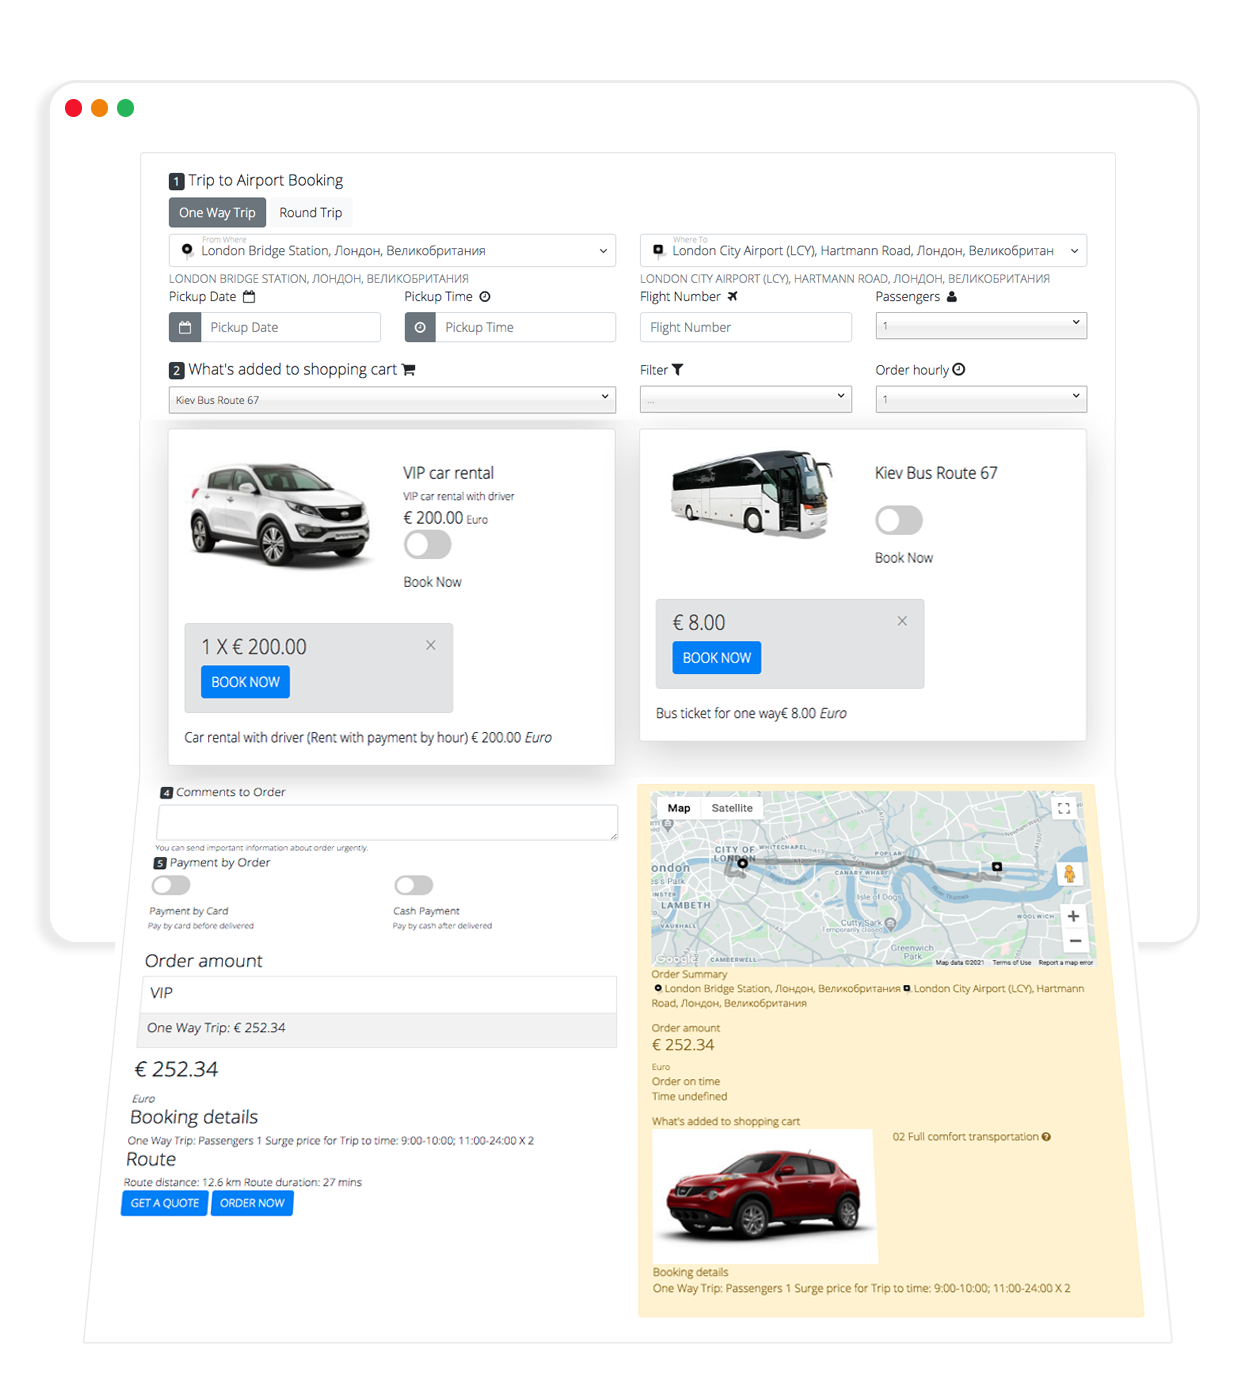 1 Trip to Airport Booking
One Way Trip Round Trip
From Where
London Bridge Station, Лондон, Великобритания
Where To
London City Airport (LCY), Hartmann Road, Лондон, Великобритан
LONDON BRIDGE STATION, ЛОНДОН, ВЕЛИКОБРИТАНИЯ
LONDON CITY AIRPORT (LCY), HARTMANN ROAD, ЛОНДОН, ВЕЛИКОБРИТАНИЯ
Pickup Date Pickup Time Flight Number Passengers
Pickup Date Pickup Time Flight Number 1
2 What's added to shopping cart Filter Order hourly
Kiev Bus Route 67 ... 1
VIP car rental
VIP car rental with driver
€ 200.00 Euro
Book Now
1 X € 200.00
BOOK NOW
Car rental with driver (Rent with payment by hour) € 200.00 Euro
Kiev Bus Route 67
Book Now
€ 8.00
BOOK NOW
Bus ticket for one way€ 8.00 Euro
4 Comments to Order
You can send important information about order urgently.
5 Payment by Order
Payment by Card Cash Payment
Pay by card before delivered Pay by cash after delivered
Order amount
VIP
One Way Trip: € 252.34
€ 252.34
Euro
Booking details
One Way Trip: Passengers 1 Surge price for Trip to time: 9:00-10:00; 11:00-24:00 X 2
Route
Route distance: 12.6 km Route duration: 27 mins
GET A QUOTE ORDER NOW
Map Satellite
CITY OF LONDON
WHITECHAPEL
POPLAR
CANARY WHARF
ondon
Isle of Dogs
River Thames
LAMBETH
VAUXHALL
Cutty Sark
Temporarily closed
WOOLWICH
Greenwich Park
CAMBERWELL
Google
Map data ©2021 Terms of Use Report a map error
Order Summary
London Bridge Station, Лондон, Великобритания London City Airport (LCY), Hartmann
Road, Лондон, Великобритания
Order amount
€ 252.34
Euro
Order on time
Time undefined
What's added to shopping cart
02 Full comfort transportation
Booking details
One Way Trip: Passengers 1 Surge price for Trip to time: 9:00-10:00; 11:00-24:00 X 2